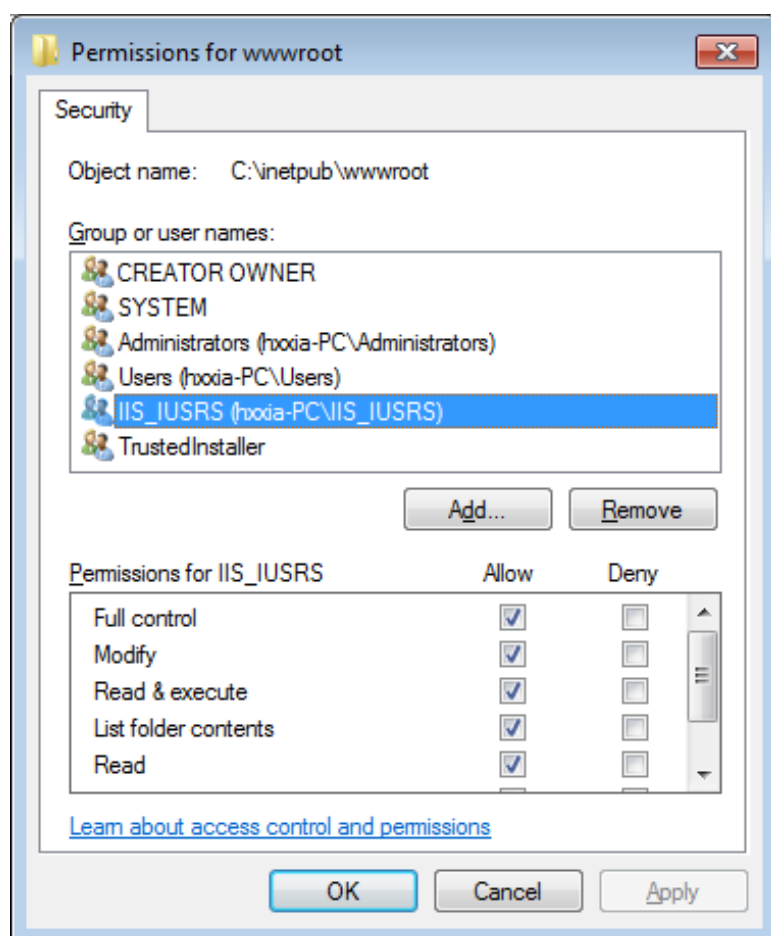 Permissions for wwwroot
Security
Object name: C:\inetpub\wwwroot
Group or user names:
CREATOR OWNER
SYSTEM
Administrators (hxxia-PC\Administrators)
Users (hxxia-PC\Users)
IIS_IUSRS (hxxia-PC\IIS_IUSRS)
TrustedInstaller
Add... Remove
Permissions for IIS_IUSRS Allow Deny
Full control
Modify
Read & execute
List folder contents
Read
Learn about access control and permissions
OK Cancel Apply